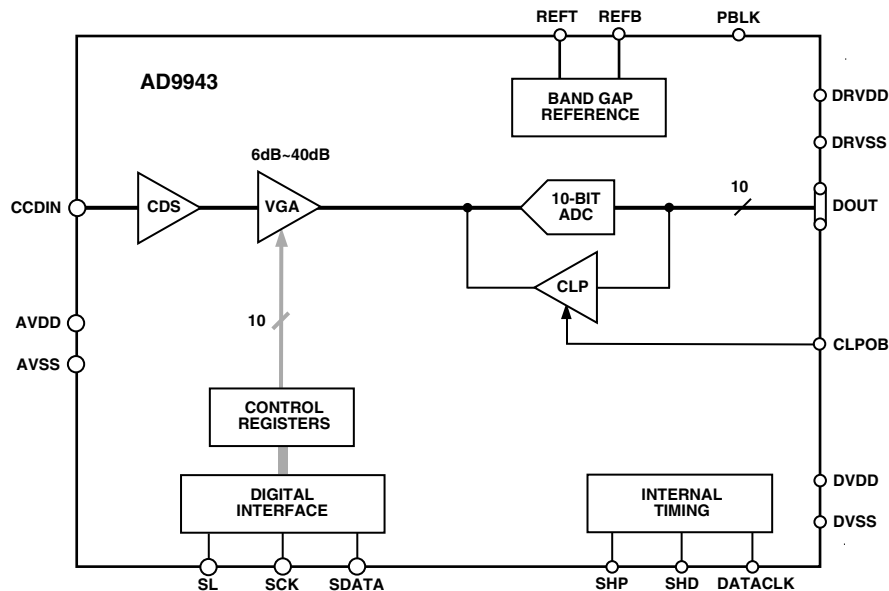 REFT REFB PBLK
AD9943
BAND GAP
REFERENCE
DRVDD
DRVSS
6dB~40dB
CCDIN
CDS
VGA
10-BIT
ADC
10
DOUT
CLP
AVDD
10
CLPOB
AVSS
CONTROL
REGISTERS
DIGITAL
INTERFACE
INTERNAL
TIMING
DVDD
DVSS
SL SCK SDATA
SHP SHD DATACLK